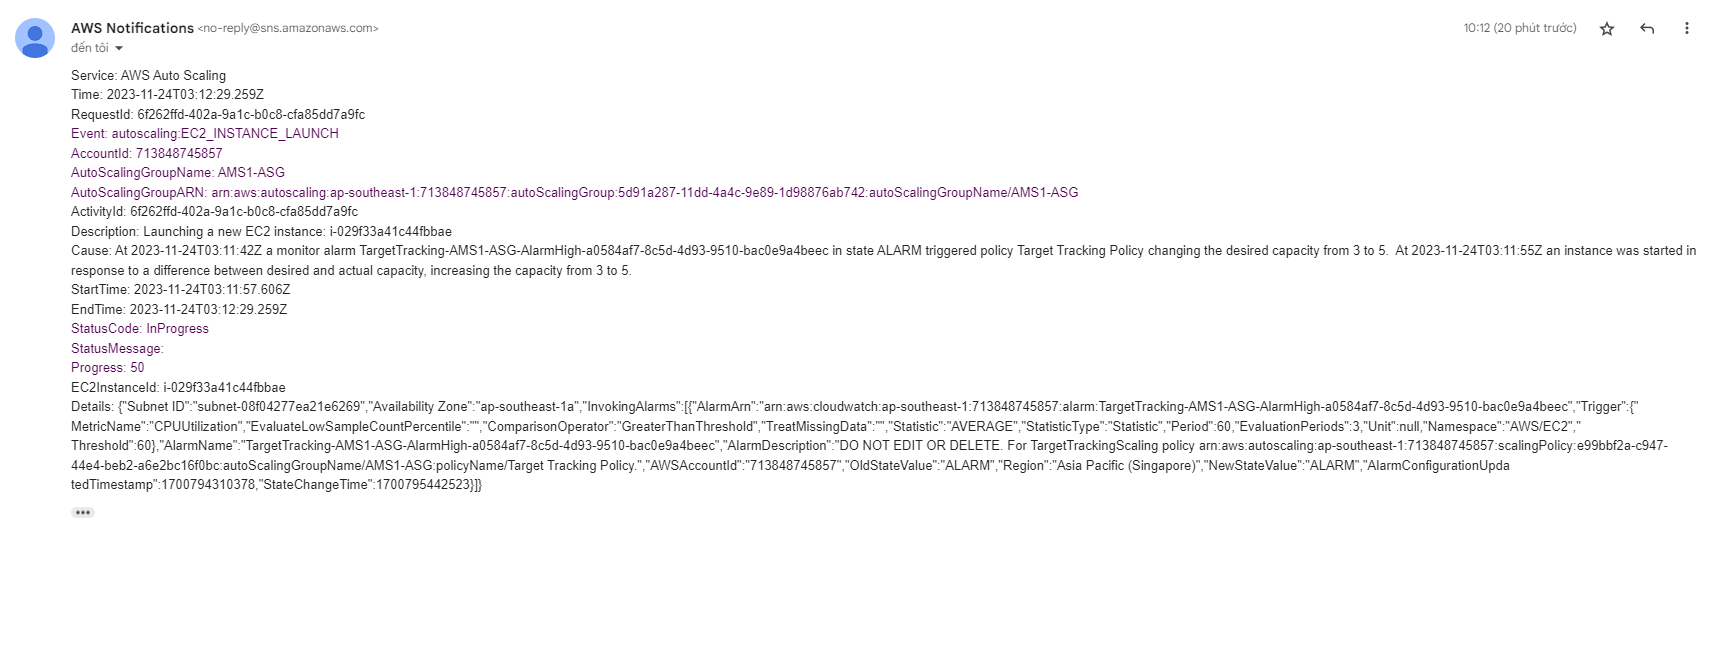 AWS Notifications <no-reply@sns.amazonaws.com>
10:12 (20 phút trước)
đến tôi
Service: AWS Auto Scaling
Time: 2023-11-24T03:12:29.259Z
RequestId: 6f262ffd-402a-9a1c-b0c8-cfa85dd7a9fc
Event: autoscaling:EC2_INSTANCE_LAUNCH
AccountId: 713848745857
AutoScalingGroupName: AMS1-ASG
AutoScalingGroupARN: arn:aws:autoscaling:ap-southeast-1:713848745857:autoScalingGroup:5d91a287-11dd-4a4c-9e89-1d98876ab742:autoScalingGroupName/AMS1-ASG
ActivityId: 6f262ffd-402a-9a1c-b0c8-cfa85dd7a9fc
Description: Launching a new EC2 instance: i-029f33a41c44fbbae
Cause: At 2023-11-24T03:11:42Z a monitor alarm TargetTracking-AMS1-ASG-AlarmHigh-a0584af7-8c5d-4d93-9510-bac0e9a4beec in state ALARM triggered policy Target Tracking Policy changing the desired capacity from 3 to 5.  At 2023-11-24T03:11:55Z an instance was started in
response to a difference between desired and actual capacity, increasing the capacity from 3 to 5.
StartTime: 2023-11-24T03:11:57.606Z
EndTime: 2023-11-24T03:12:29.259Z
StatusCode: InProgress
StatusMessage:
Progress: 50
EC2InstanceId: i-029f33a41c44fbbae
Details: {"Subnet ID":"subnet-08f04277ea21e6269","Availability Zone":"ap-southeast-1a","InvokingAlarms":[{"AlarmArn":"arn:aws:cloudwatch:ap-southeast-1:713848745857:alarm:TargetTracking-AMS1-ASG-AlarmHigh-a0584af7-8c5d-4d93-9510-bac0e9a4beec","Trigger":{"
MetricName":"CPUUtilization","EvaluateLowSampleCountPercentile":"","ComparisonOperator":"GreaterThanThreshold","TreatMissingData":"","Statistic":"AVERAGE","StatisticType":"Statistic","Period":60,"EvaluationPeriods":3,"Unit":null,"Namespace":"AWS/EC2","
Threshold":60},"AlarmName":"TargetTracking-AMS1-ASG-AlarmHigh-a0584af7-8c5d-4d93-9510-bac0e9a4beec","AlarmDescription":"DO NOT EDIT OR DELETE. For TargetTrackingScaling policy arn:aws:autoscaling:ap-southeast-1:713848745857:scalingPolicy:e99bbf2a-c947-
44e4-beb2-a6e2bc16f0bc:autoScalingGroupName/AMS1-ASG:policyName/Target Tracking Policy.","AWSAccountId":"713848745857","OldStateValue":"ALARM","Region":"Asia Pacific (Singapore)","NewStateValue":"ALARM","AlarmConfigurationUpda
tedTimestamp":1700794310378,"StateChangeTime":1700795442523}]}